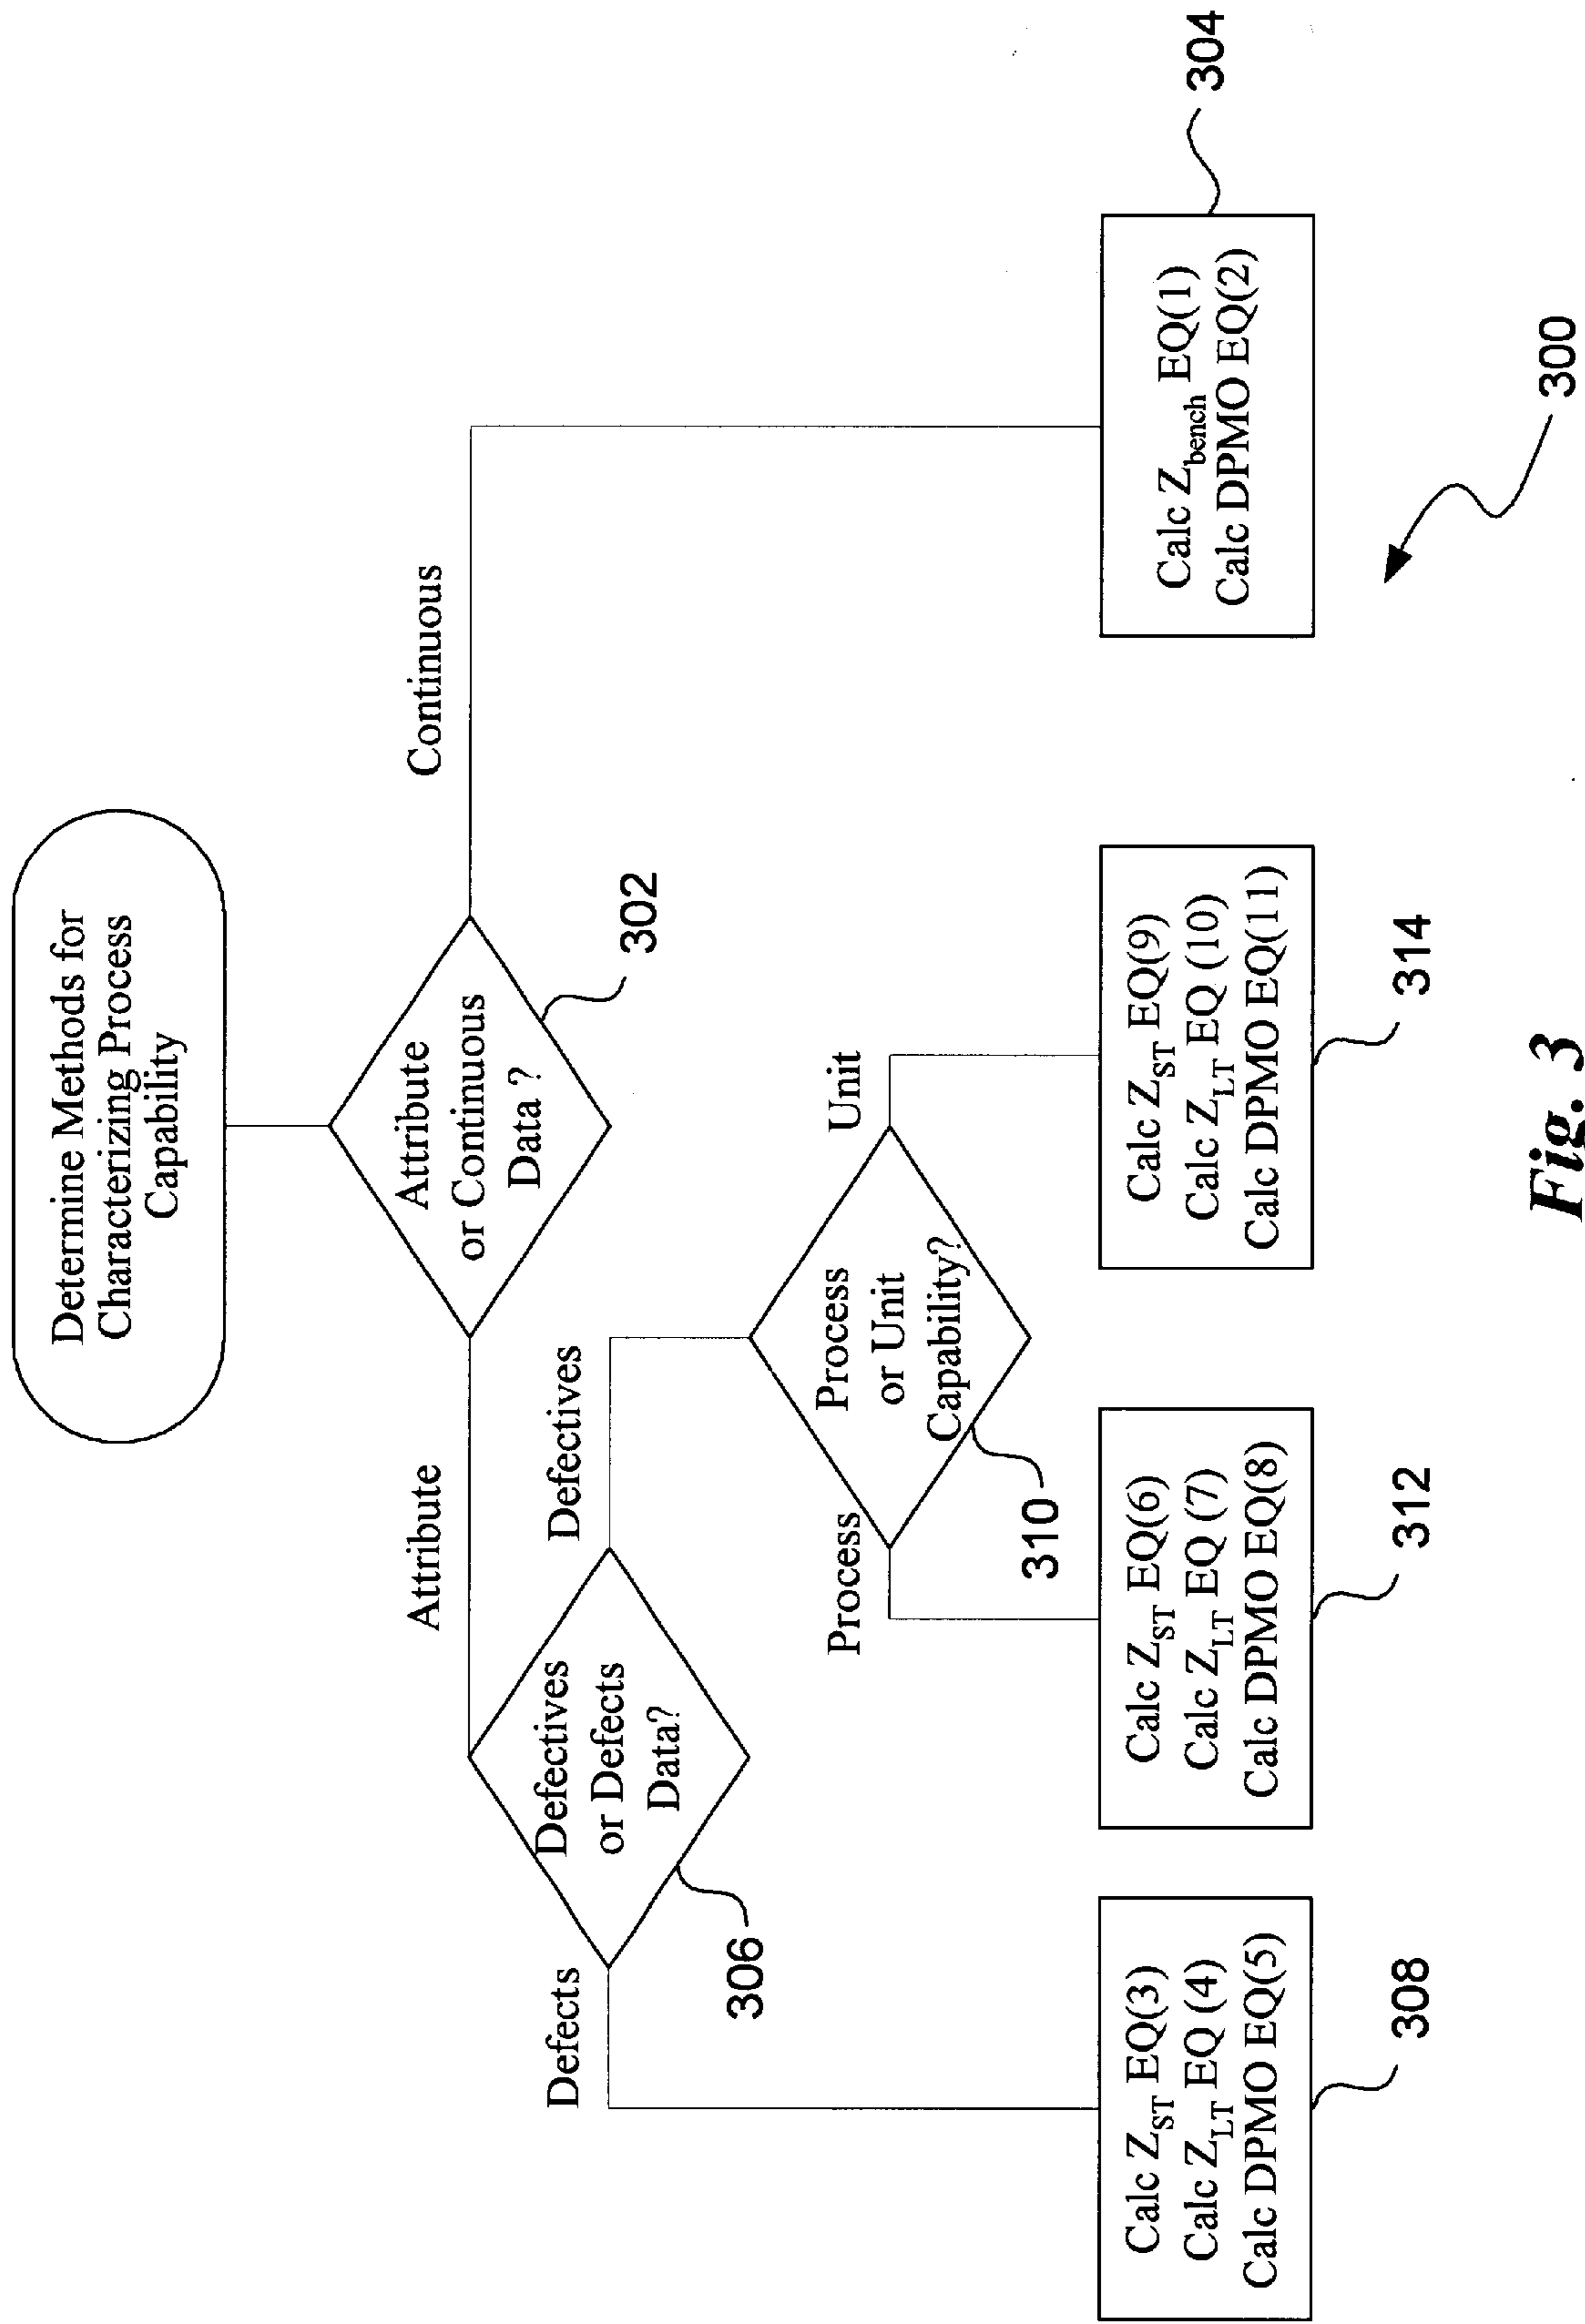 Determine Methods for
Characterizing Process
Capability
Attribute
or Continuous
Data ?
302
Attribute
Continuous
Defectives
or Defects
Data?
306
Defects
Defectives
Process
or Unit
Capability?
310
Process
Unit
Calc Z_ST EQ(3)
Calc Z_LT EQ (4)
Calc DPMO EQ(5)
308
Calc Z_ST EQ(6)
Calc Z_LT EQ (7)
Calc DPMO EQ(8)
312
Calc Z_ST EQ(9)
Calc Z_LT EQ (10)
Calc DPMO EQ(11)
314
Calc Z_bench EQ(1)
Calc DPMO EQ(2)
304
300
Fig. 3